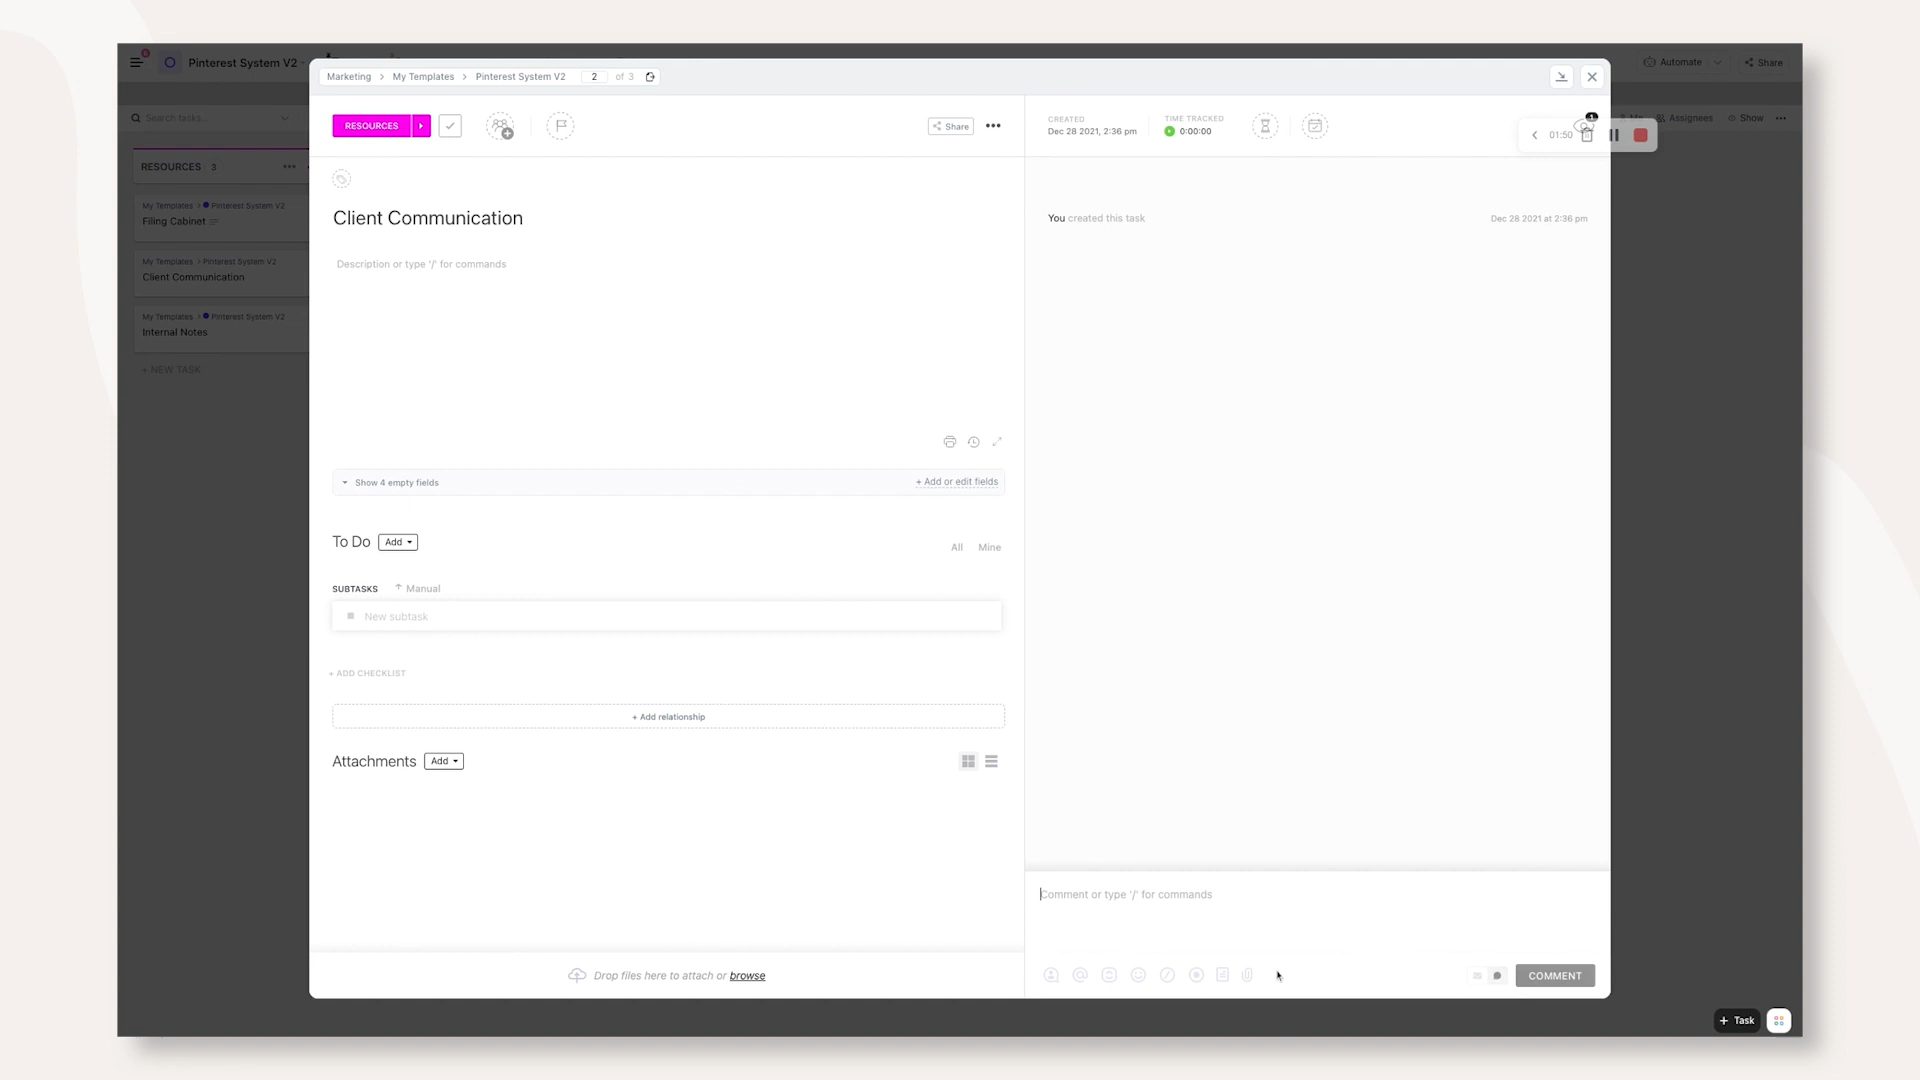 Pinterest System V2
Automate
Share
Marketing > My Templates > Pinterest System V2 2 of 3
Search tasks...
Assignees
Show
RESOURCES 3
My Templates > Pinterest System V2
Filing Cabinet
My Templates > Pinterest System V2
Client Communication
My Templates > Pinterest System V2
Internal Notes
+ NEW TASK
RESOURCES
Share
Client Communication
Description or type '/' for commands
Show 4 empty fields
+ Add or edit fields
To Do Add
All Mine
SUBTASKS Manual
New subtask
+ ADD CHECKLIST
+ Add relationship
Attachments Add
Drop files here to attach or browse
CREATED
Dec 28 2021, 2:36 pm
TIME TRACKED
0:00:00
01:50
You created this task
Dec 28 2021 at 2:36 pm
Comment or type '/' for commands
COMMENT
+ Task